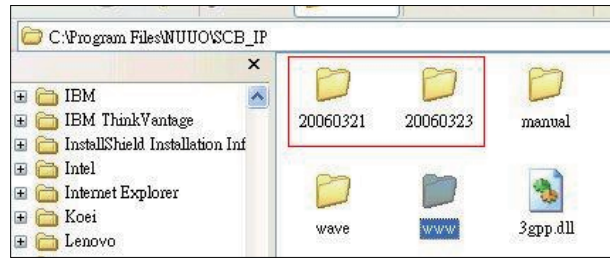 C:\Program Files\NUUO\SCB_IP
IBM
IBM ThinkVantage
InstallShield Installation Inf
Intel
Internet Explorer
Koei
Lenovo
20060321
20060323
manual
wave
www
3gpp.dll